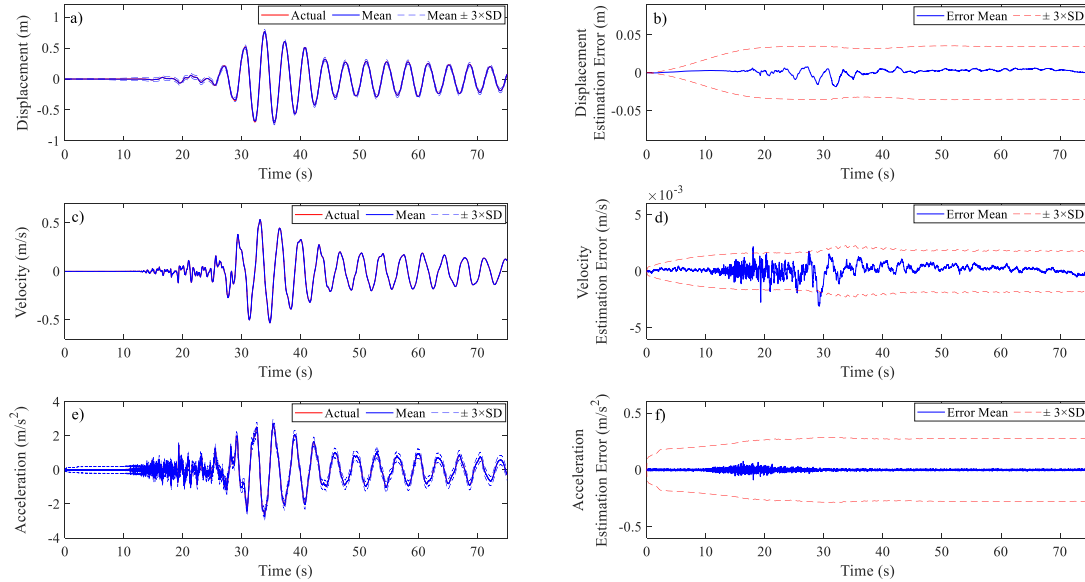 a)
Actual Mean Mean ± 3×SD
Displacement (m)
1
0.5
0
-0.5
-1
0 10 20 30 40 50 60 70
Time (s)
b)
Error Mean ± 3×SD
Displacement
Estimation Error (m)
0.05
0
-0.05
0 10 20 30 40 50 60 70
Time (s)
c)
Actual Mean ± 3×SD
Velocity (m/s)
0.5
0
-0.5
0 10 20 30 40 50 60 70
Time (s)
×10⁻³
d)
Error Mean ± 3×SD
Velocity
Estimation Error (m/s)
5
0
-5
0 10 20 30 40 50 60 70
Time (s)
e)
Actual Mean ± 3×SD
Acceleration (m/s²)
4
2
0
-2
-4
0 10 20 30 40 50 60 70
Time (s)
f)
Error Mean ± 3×SD
Acceleration
Estimation Error (m/s²)
0.5
0
-0.5
0 10 20 30 40 50 60 70
Time (s)